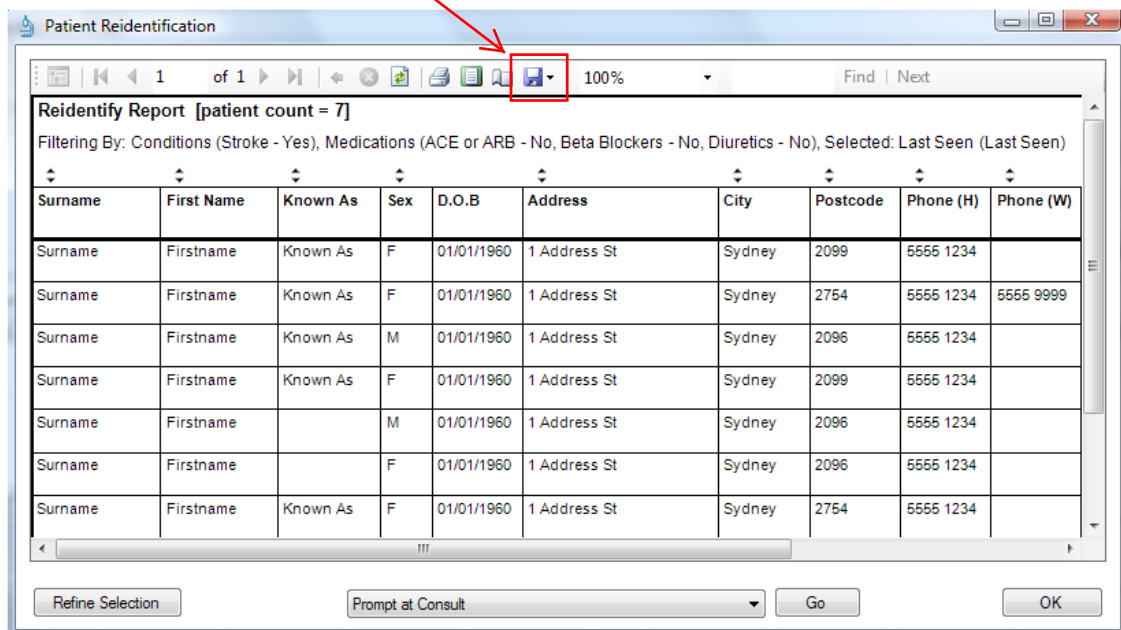 Patient Reidentification
1 of 1 100% Find | Next
Reidentify Report [patient count = 7]
Filtering By: Conditions (Stroke - Yes), Medications (ACE or ARB - No, Beta Blockers - No, Diuretics - No), Selected: Last Seen (Last Seen)
Surname First Name Known As Sex D.O.B Address City Postcode Phone (H) Phone (W)
Surname Firstname Known As F 01/01/1960 1 Address St Sydney 2099 5555 1234
Surname Firstname Known As F 01/01/1960 1 Address St Sydney 2754 5555 1234 5555 9999
Surname Firstname Known As M 01/01/1960 1 Address St Sydney 2096 5555 1234
Surname Firstname Known As F 01/01/1960 1 Address St Sydney 2099 5555 1234
Surname Firstname M 01/01/1960 1 Address St Sydney 2096 5555 1234
Surname Firstname F 01/01/1960 1 Address St Sydney 2096 5555 1234
Surname Firstname Known As F 01/01/1960 1 Address St Sydney 2754 5555 1234
Refine Selection Prompt at Consult Go OK